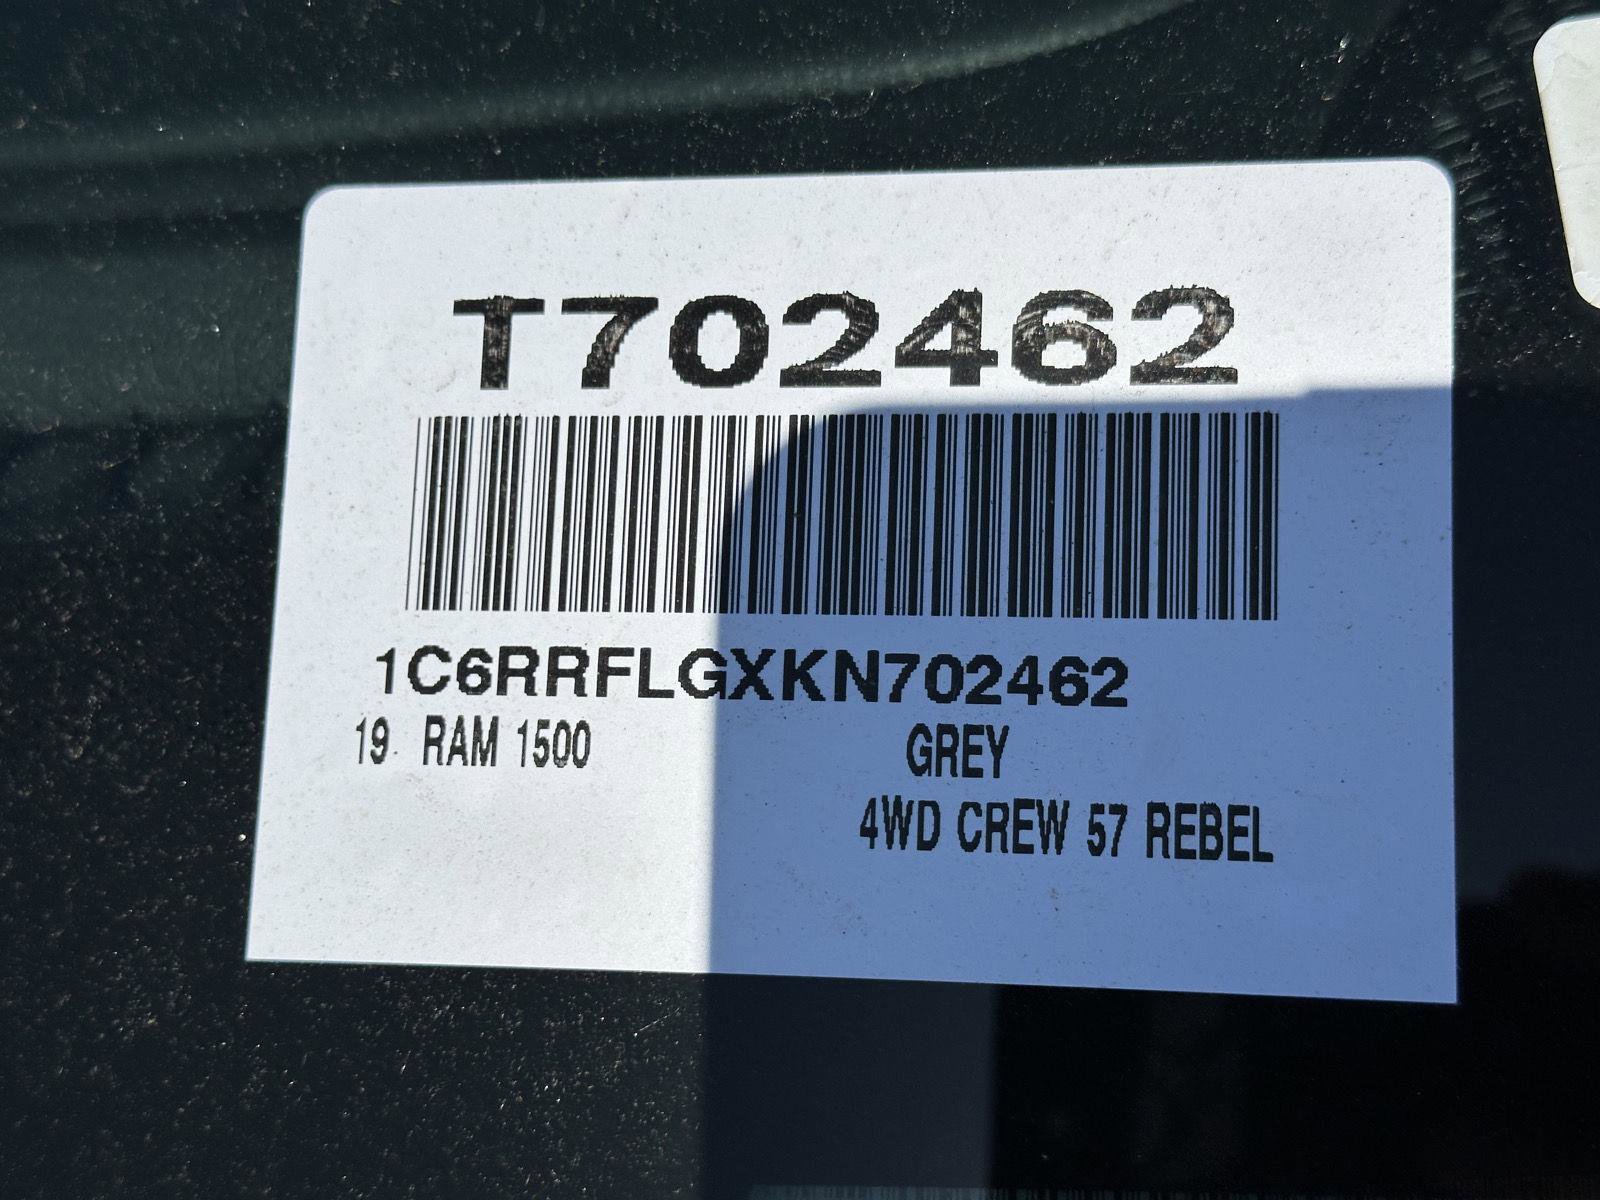 T702462
1C6RRFLGXKN702462
19 RAM 1500 GREY
4WD CREW 57 REBEL